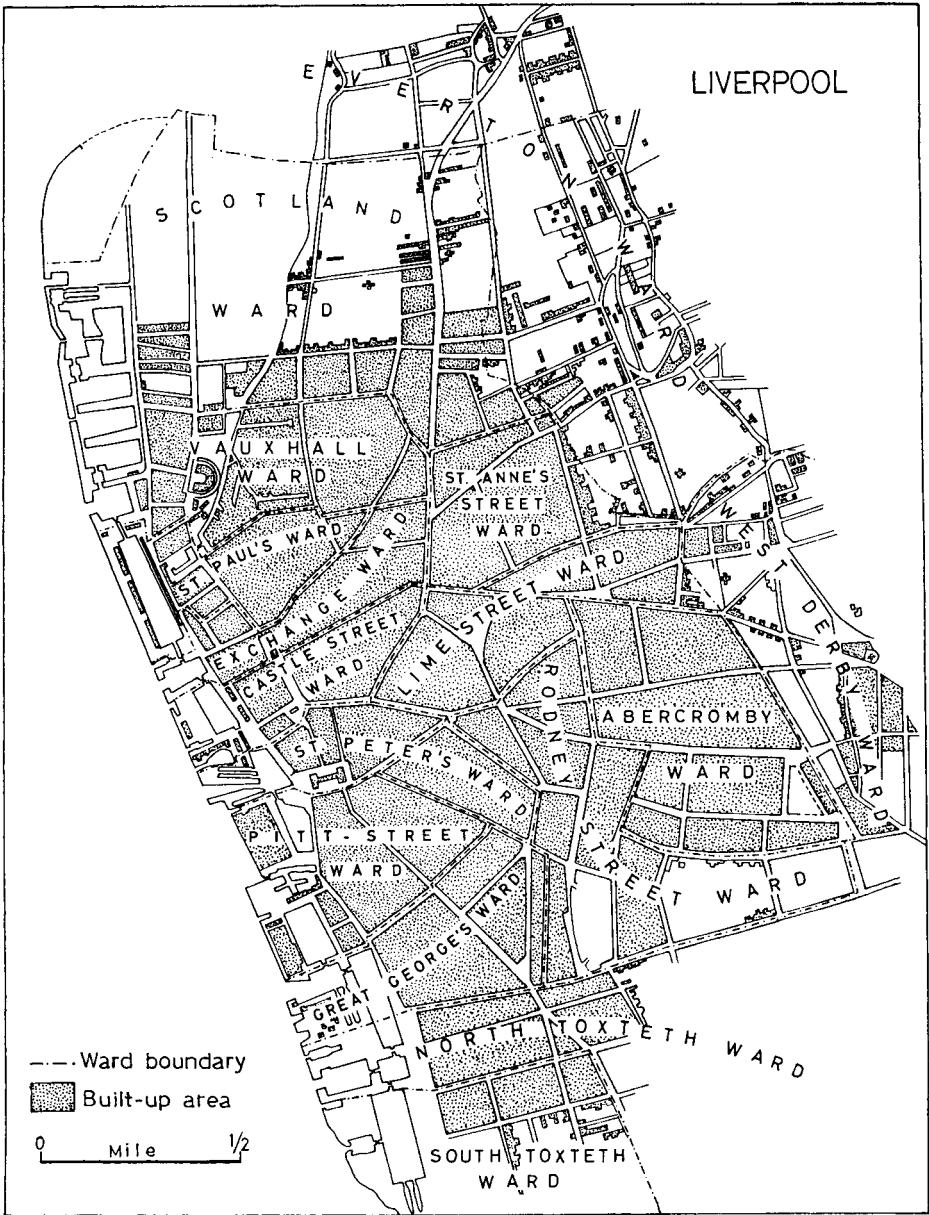 LIVERPOOL
EVERTON WARD
SCOTLAND
WARD
VAUXHALL
WARD
ST. ANNE'S
STREET
WARD
ST. PAUL'S WARD
EXCHANGE WARD
CASTLE STREET
WARD
LIME STREET WARD
WEST DERBY WARD
RODNEY STREET WARD
ABERCROMBY
WARD
ST. PETER'S WARD
PITT-STREET
WARD
GREAT GEORGE'S WARD
NORTH TOXTETH WARD
SOUTH TOXTETH
WARD
Ward boundary
Built-up area
0 Mile 1/2